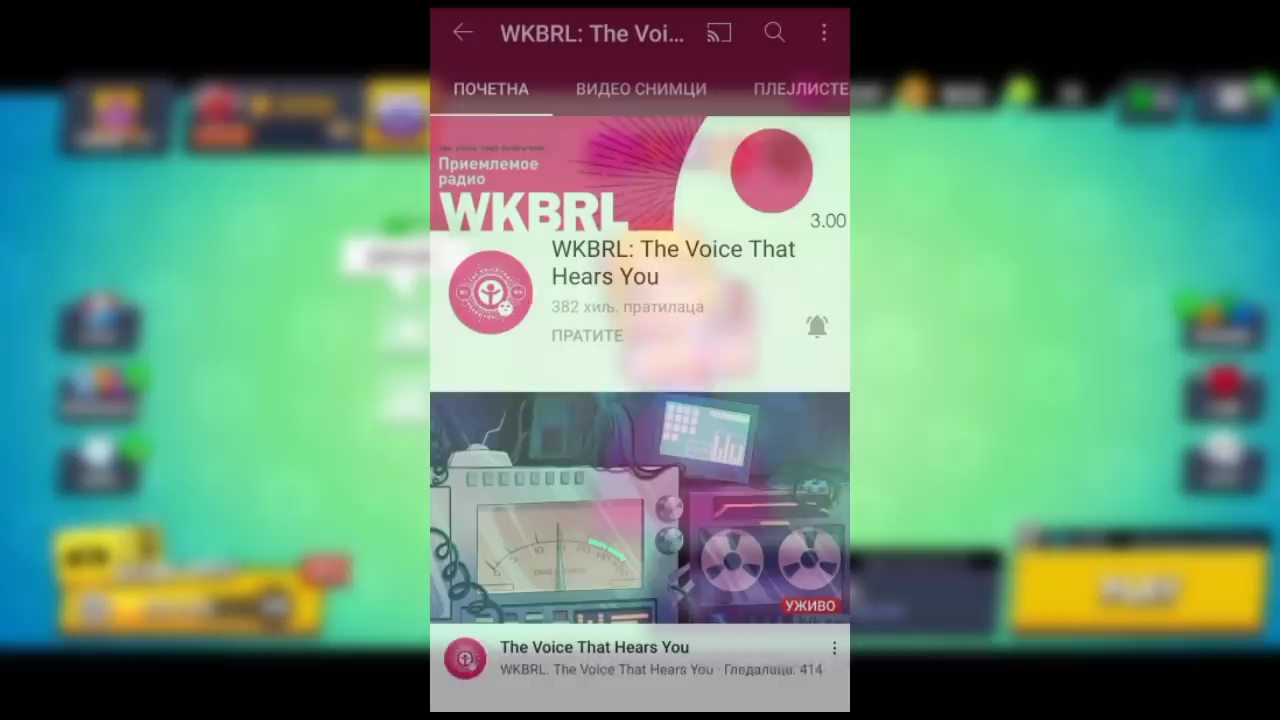 WKBRL: The Voi...
ПОЧЕТНА ВИДЕО СНИМЦИ ПЛЕЈЛИСТЕ
Приемлемое
радио
WKBRL
3.00
WKBRL: The Voice That
Hears You
382 хиљ. пратилаца
ПРАТИТЕ
УЖИВО
The Voice That Hears You
WKBRL. The Voice That Hears You · Гледалаца: 414